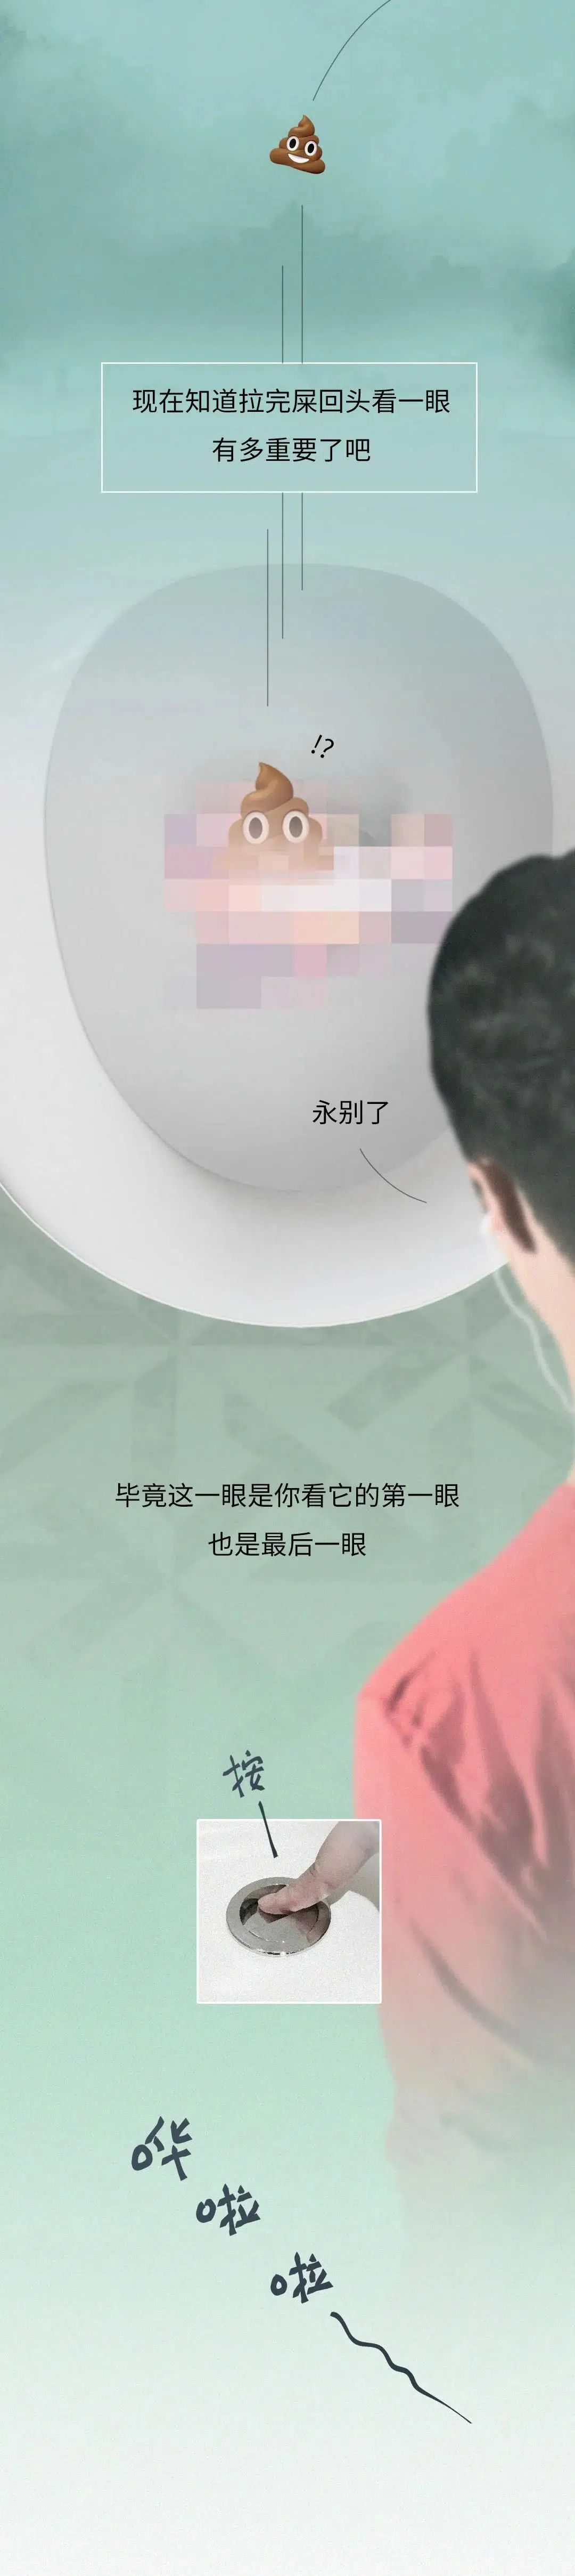 现在知道拉完屎回头看一眼
有多重要了吧
!?
永别了
毕竟这一眼是你看它的第一眼
也是最后一眼
按
哗
啦
啦